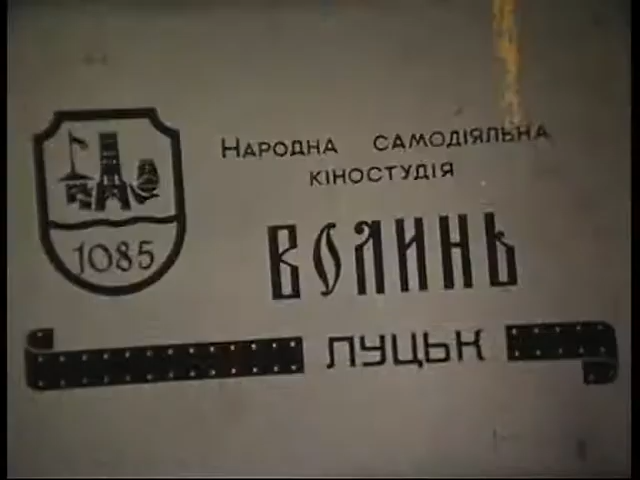 Народна самодіяльна
кіностудія
1085
ВОЛИНЬ
ЛУЦЬК